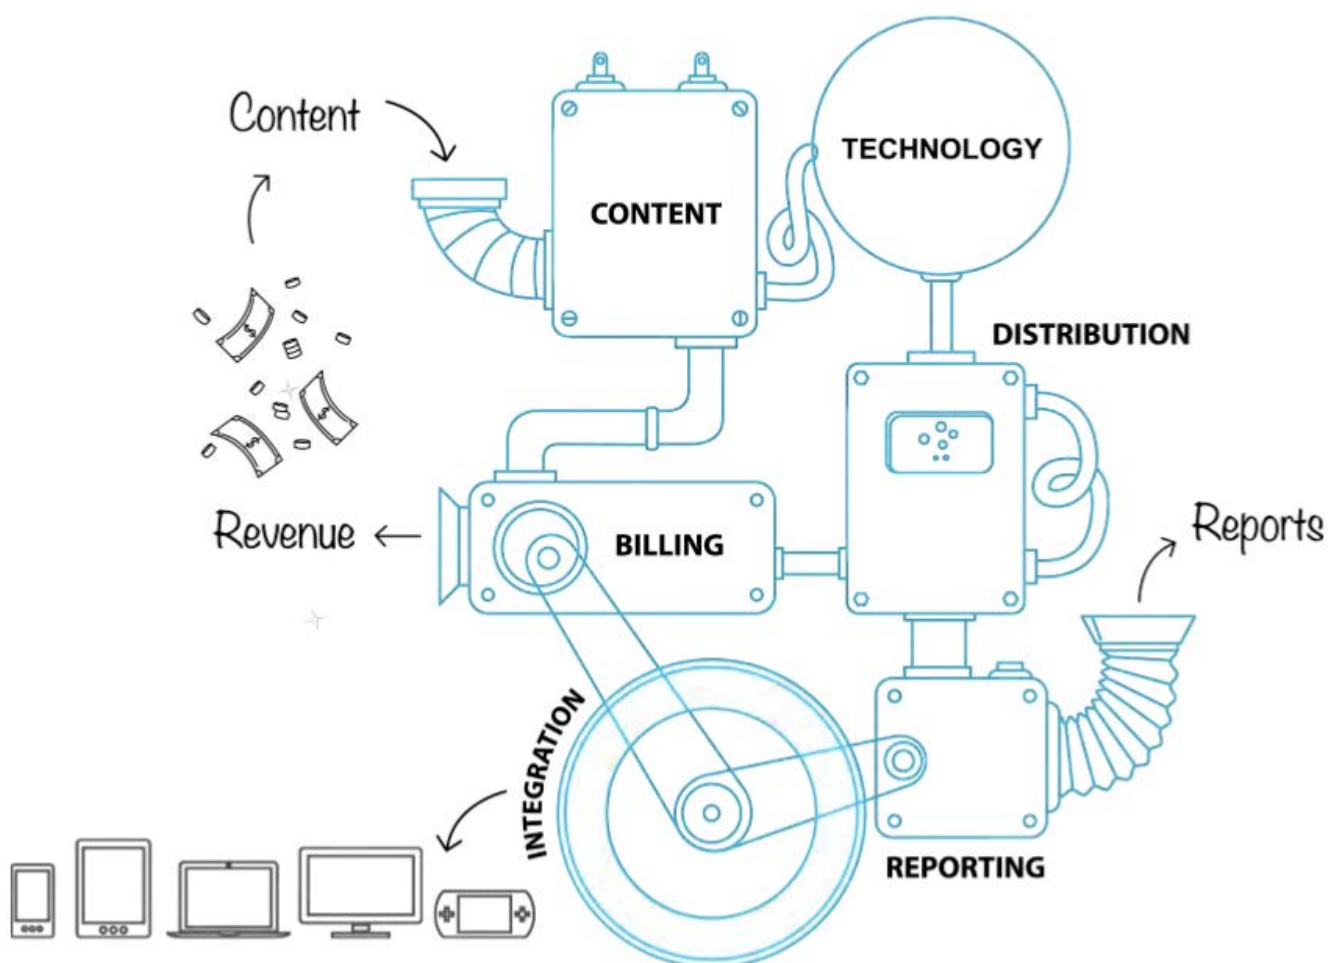 Content
TECHNOLOGY
CONTENT
DISTRIBUTION
$
$
$
Revenue
BILLING
Reports
INTEGRATION
REPORTING